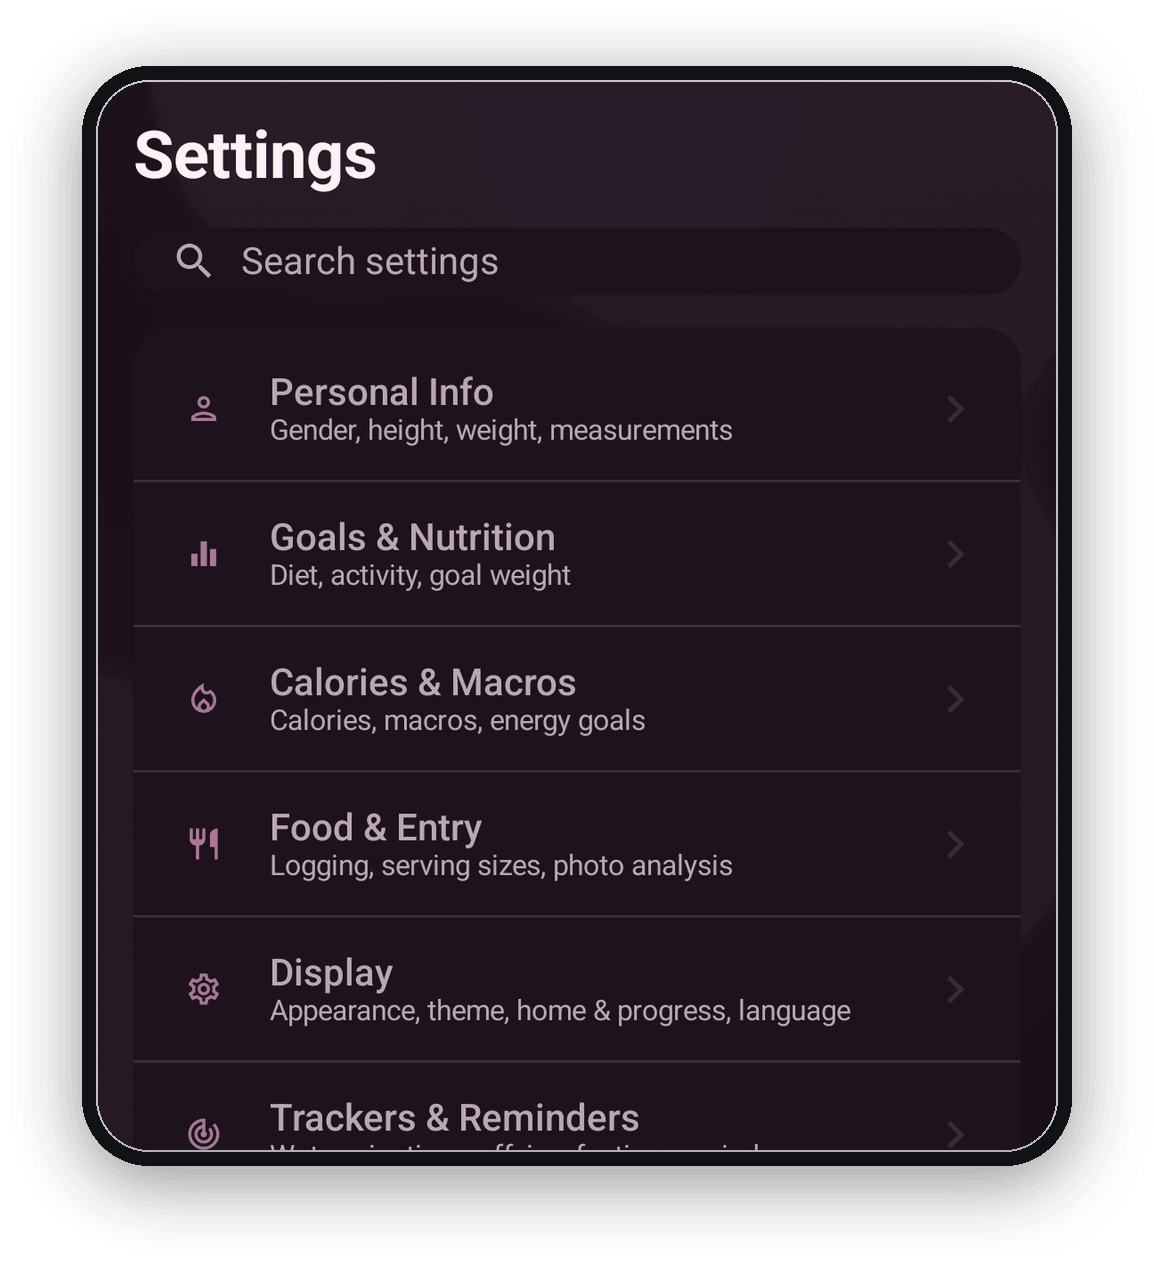 Settings
Search settings
Personal Info
Gender, height, weight, measurements
Goals & Nutrition
Diet, activity, goal weight
Calories & Macros
Calories, macros, energy goals
Food & Entry
Logging, serving sizes, photo analysis
Display
Appearance, theme, home & progress, language
Trackers & Reminders